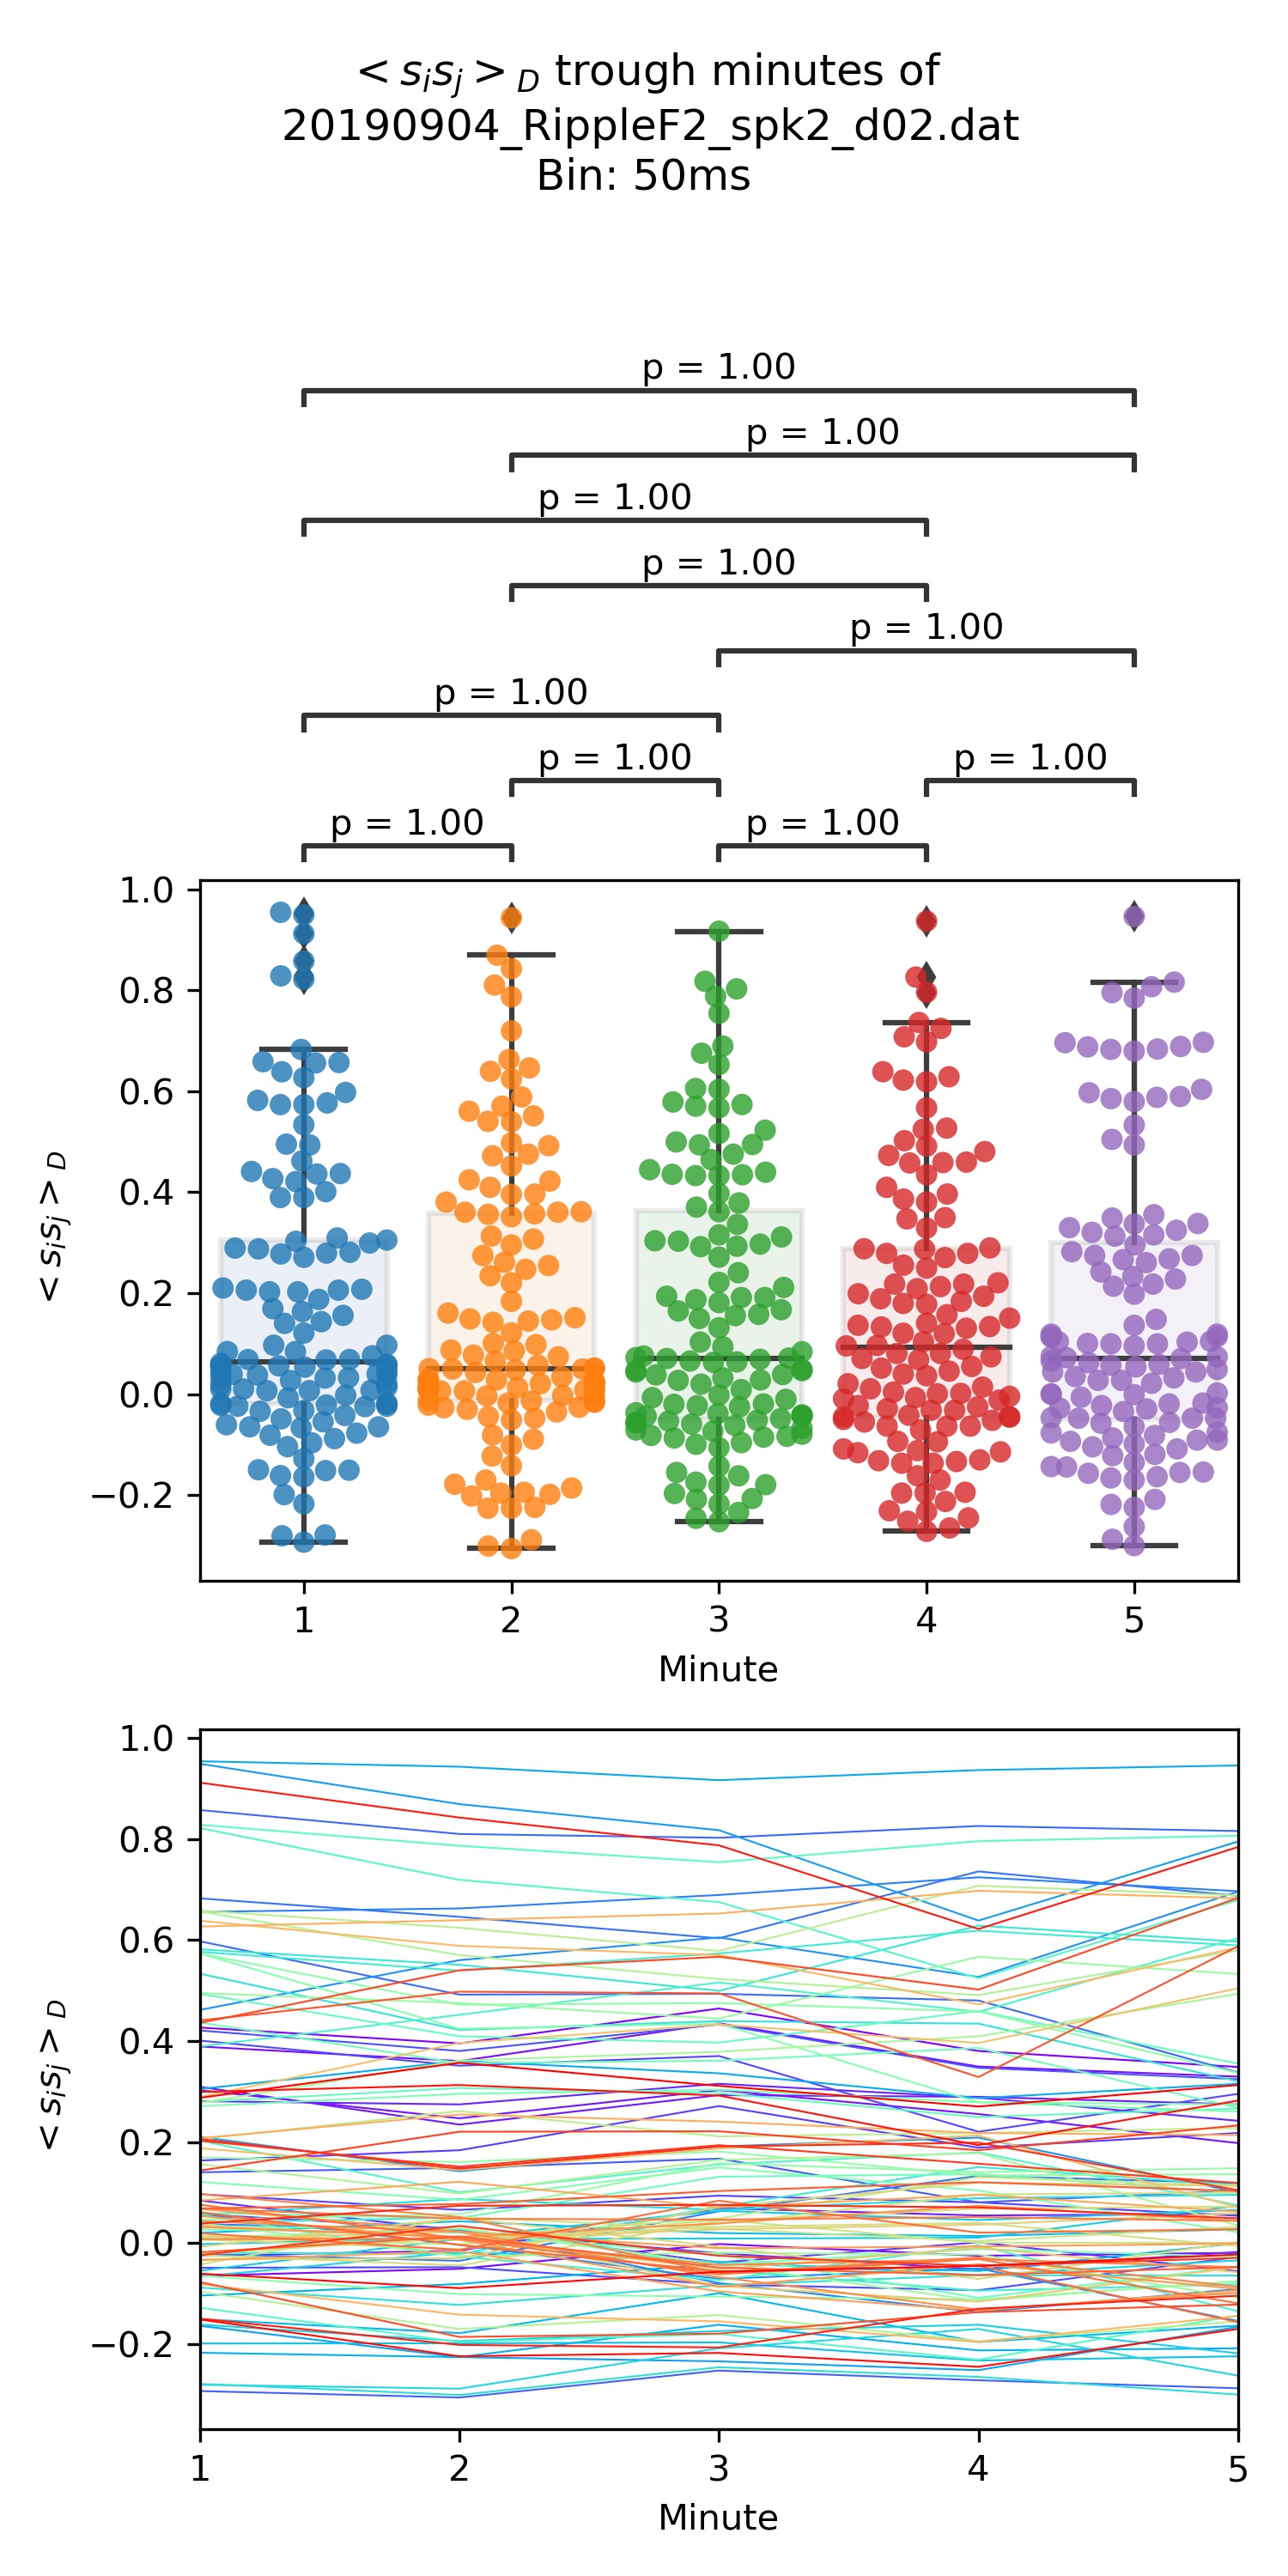 < sᵢsⱼ >_D trough minutes of
20190904_RippleF2_spk2_d02.dat
Bin: 50ms
p = 1.00
p = 1.00
p = 1.00
p = 1.00
p = 1.00
p = 1.00
p = 1.00
p = 1.00
p = 1.00
p = 1.00
1.0
0.8
0.6
0.4
0.2
0.0
−0.2
< sᵢsⱼ >_D
1
2
3
4
5
Minute
1.0
0.8
0.6
0.4
0.2
0.0
−0.2
< sᵢsⱼ >_D
1
2
3
4
5
Minute